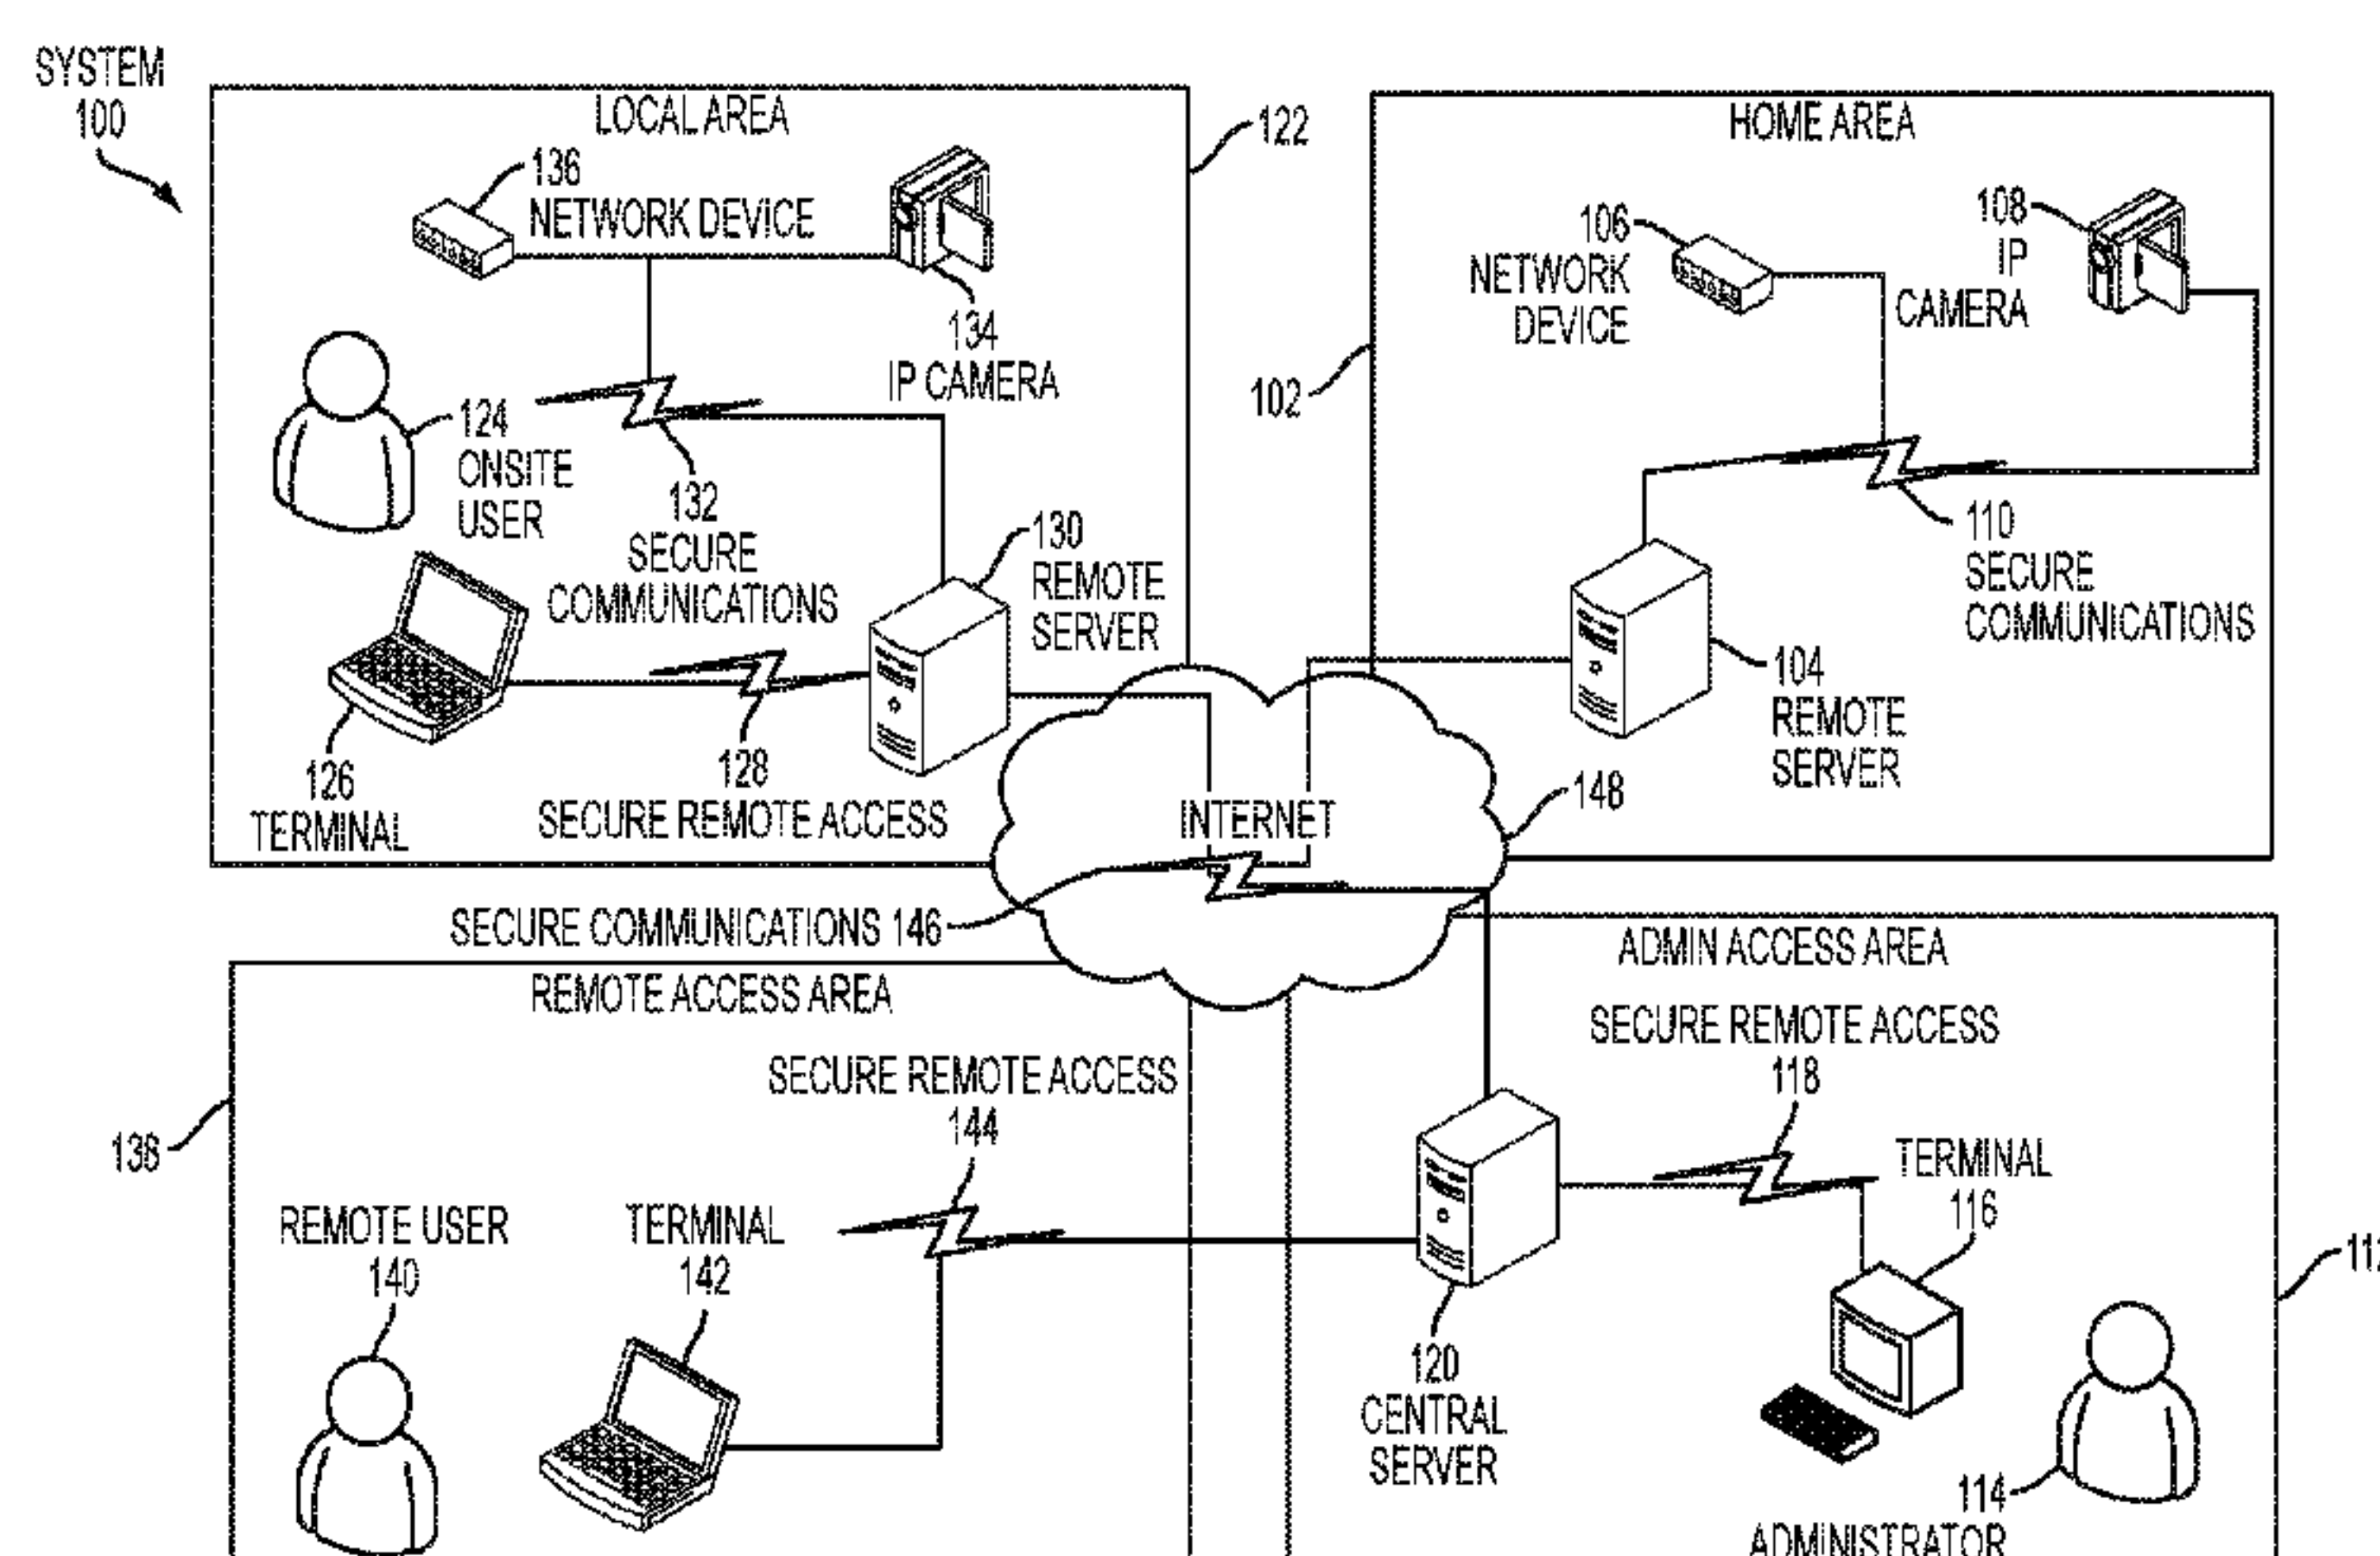 SYSTEM
100
LOCAL AREA
136
NETWORK DEVICE
134
IP CAMERA
124
ONSITE
USER
132
SECURE
COMMUNICATIONS
130
REMOTE
SERVER
126
TERMINAL
128
SECURE REMOTE ACCESS
122
HOME AREA
106
NETWORK
DEVICE
108
IP
CAMERA
102
110
SECURE
COMMUNICATIONS
104
REMOTE
SERVER
INTERNET
148
SECURE COMMUNICATIONS 146
REMOTE ACCESS AREA
SECURE REMOTE ACCESS
144
REMOTE USER
140
TERMINAL
142
ADMIN ACCESS AREA
SECURE REMOTE ACCESS
118
TERMINAL
116
120
CENTRAL
SERVER
114
ADMINISTRATOR